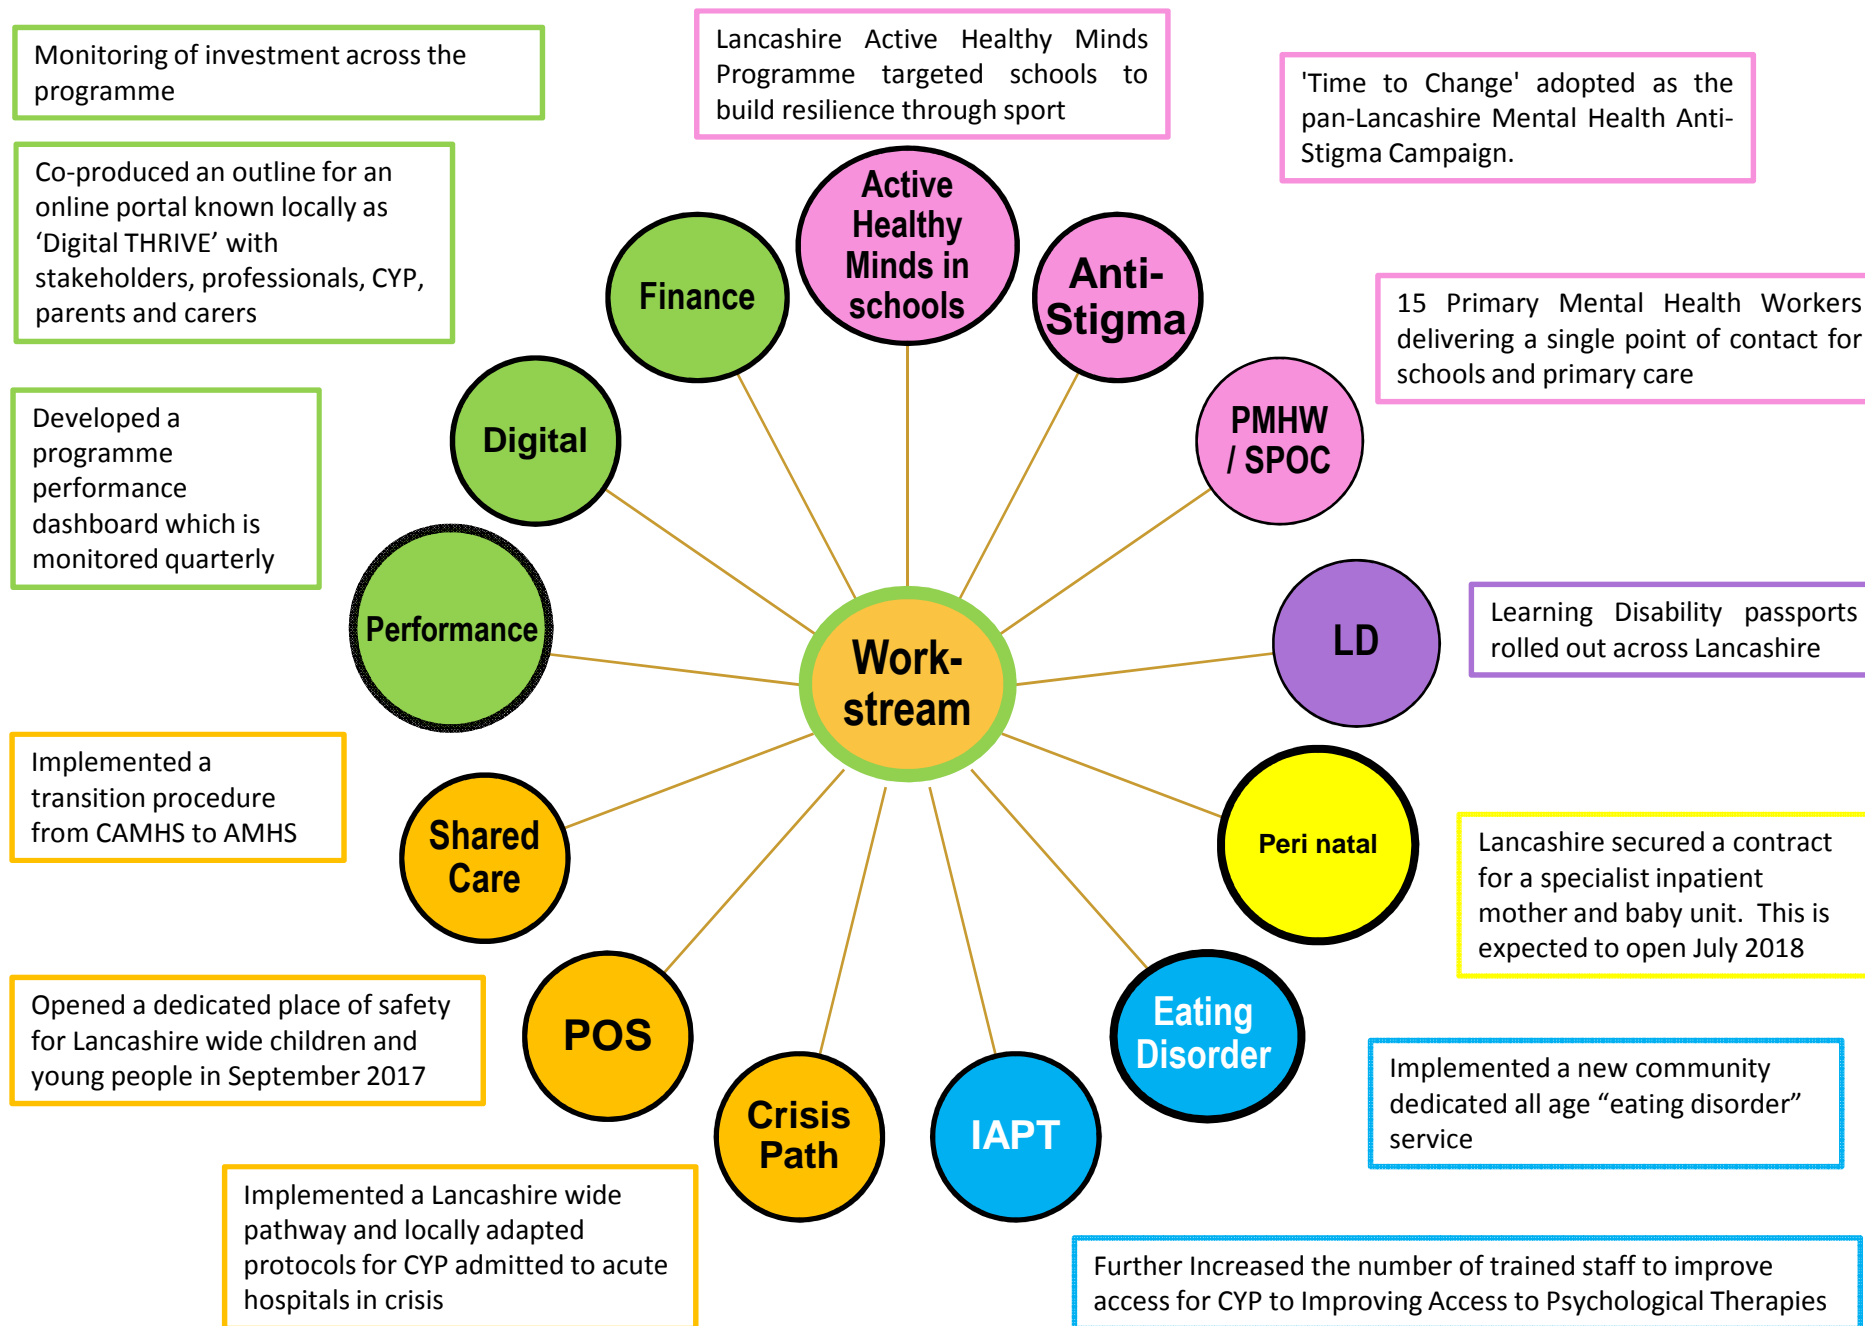 Monitoring of investment across the
programme
Lancashire Active Healthy Minds
Programme targeted schools to
build resilience through sport
'Time to Change' adopted as the
pan-Lancashire Mental Health Anti-
Stigma Campaign.
Co-produced an outline for an
online portal known locally as
‘Digital THRIVE’ with
stakeholders, professionals, CYP,
parents and carers
Active
Healthy
Minds in
schools
Finance
Anti-
Stigma
15 Primary Mental Health Workers
delivering a single point of contact for
schools and primary care
Digital
PMHW
/ SPOC
Developed a
programme
performance
dashboard which is
monitored quarterly
Performance
LD
Learning Disability passports
rolled out across Lancashire
Work-
stream
Implemented a
transition procedure
from CAMHS to AMHS
Shared
Care
Peri natal
Lancashire secured a contract
for a specialist inpatient
mother and baby unit.  This is
expected to open July 2018
Opened a dedicated place of safety
for Lancashire wide children and
young people in September 2017
POS
Eating
Disorder
Implemented a new community
dedicated all age “eating disorder”
service
Crisis
Path
IAPT
Implemented a Lancashire wide
pathway and locally adapted
protocols for CYP admitted to acute
hospitals in crisis
Further Increased the number of trained staff to improve
access for CYP to Improving Access to Psychological Therapies